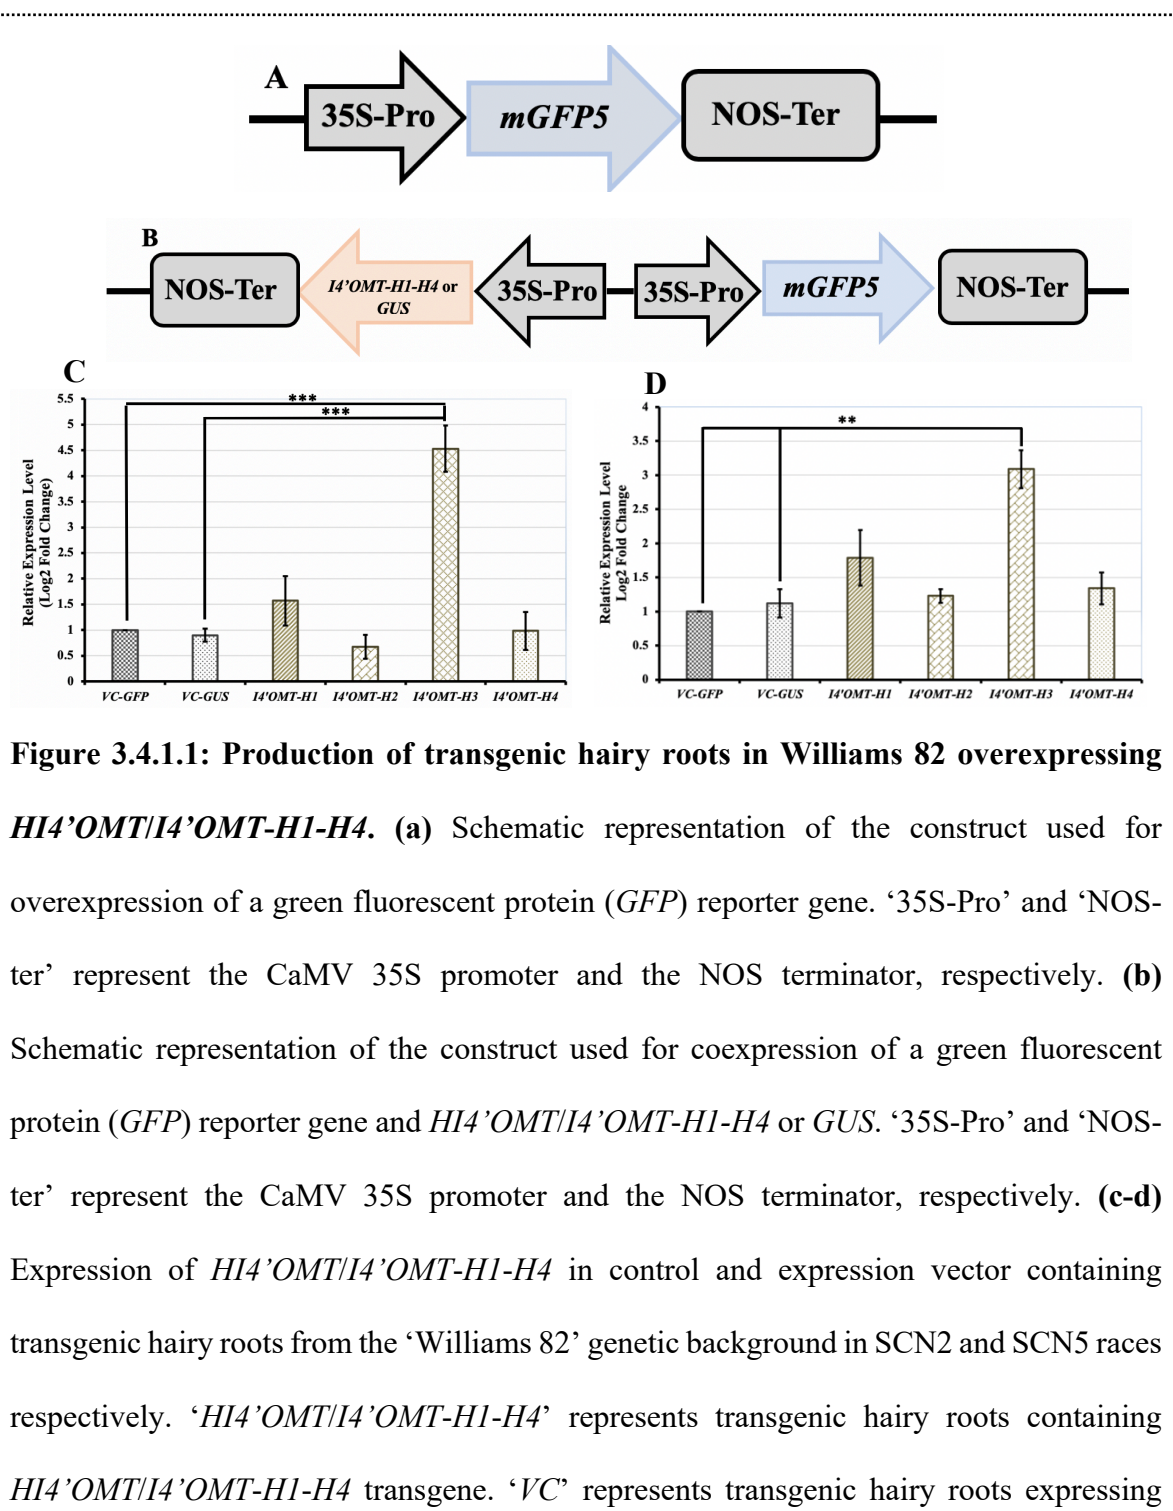 A
35S-Pro
mGFP5
NOS-Ter
B
NOS-Ter
I4’OMT-H1-H4 or
GUS
35S-Pro
35S-Pro
mGFP5
NOS-Ter
C
Relative Expression Level
(Log2 Fold Change)
5.5
5
4.5
4
3.5
3
2.5
2
1.5
1
0.5
0
***
***
VC-GFP VC-GUS I4'OMT-H1 I4'OMT-H2 I4'OMT-H3 I4'OMT-H4
D
Relative Expression Level
Log2 Fold Change
4
3.5
3
2.5
2
1.5
1
0.5
0
**
VC-GFP VC-GUS I4'OMT-H1 I4'OMT-H2 I4'OMT-H3 I4'OMT-H4
Figure 3.4.1.1: Production of transgenic hairy roots in Williams 82 overexpressing
HI4’OMT/I4’OMT-H1-H4. (a) Schematic representation of the construct used for
overexpression of a green fluorescent protein (GFP) reporter gene. ‘35S-Pro’ and ‘NOS-
ter’ represent the CaMV 35S promoter and the NOS terminator, respectively. (b)
Schematic representation of the construct used for coexpression of a green fluorescent
protein (GFP) reporter gene and HI4’OMT/I4’OMT-H1-H4 or GUS. ‘35S-Pro’ and ‘NOS-
ter’ represent the CaMV 35S promoter and the NOS terminator, respectively. (c-d)
Expression of HI4’OMT/I4’OMT-H1-H4 in control and expression vector containing
transgenic hairy roots from the ‘Williams 82’ genetic background in SCN2 and SCN5 races
respectively. ‘HI4’OMT/I4’OMT-H1-H4’ represents transgenic hairy roots containing
HI4’OMT/I4’OMT-H1-H4 transgene. ‘VC’ represents transgenic hairy roots expressing